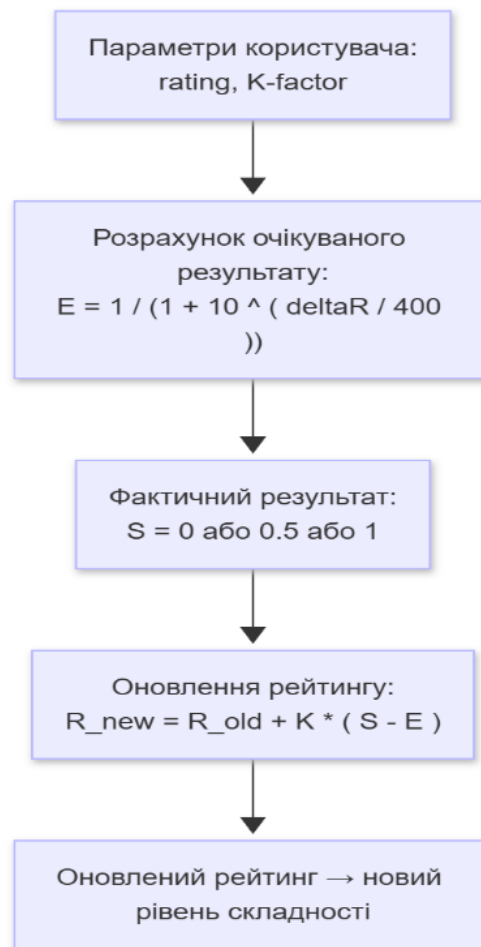 Параметри користувача:
rating, K-factor
Розрахунок очікуваного
результату:
E = 1 / (1 + 10 ^ ( deltaR / 400
))
Фактичний результат:
S = 0 або 0.5 або 1
Оновлення рейтингу:
R_new = R_old + K * ( S - E )
Оновлений рейтинг → новий
рівень складності